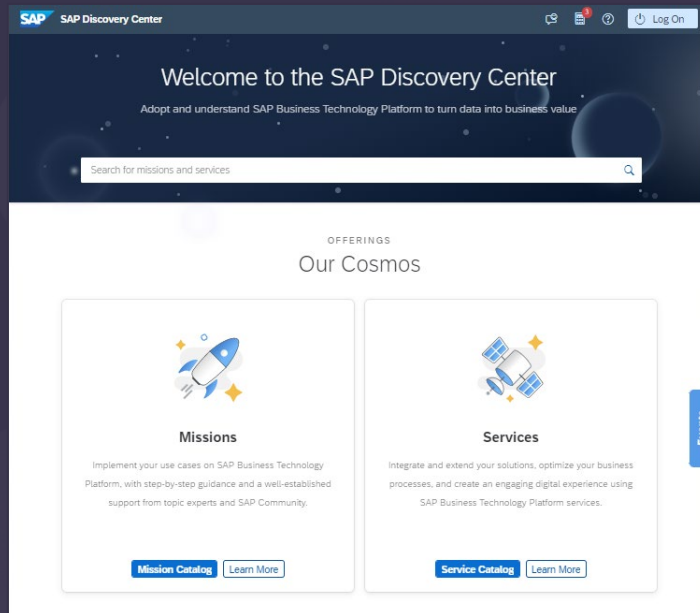 SAP SAP Discovery Center 3 Log On
Welcome to the SAP Discovery Center
Adopt and understand SAP Business Technology Platform to turn data into business value
Search for missions and services
OFFERINGS
Our Cosmos
Missions
Implement your use cases on SAP Business Technology
Platform, with step-by-step guidance and a well-established
support from topic experts and SAP Community.
Mission Catalog Learn More
Services
Integrate and extend your solutions, optimize your business
processes, and create an engaging digital experience using
SAP Business Technology Platform services.
Service Catalog Learn More